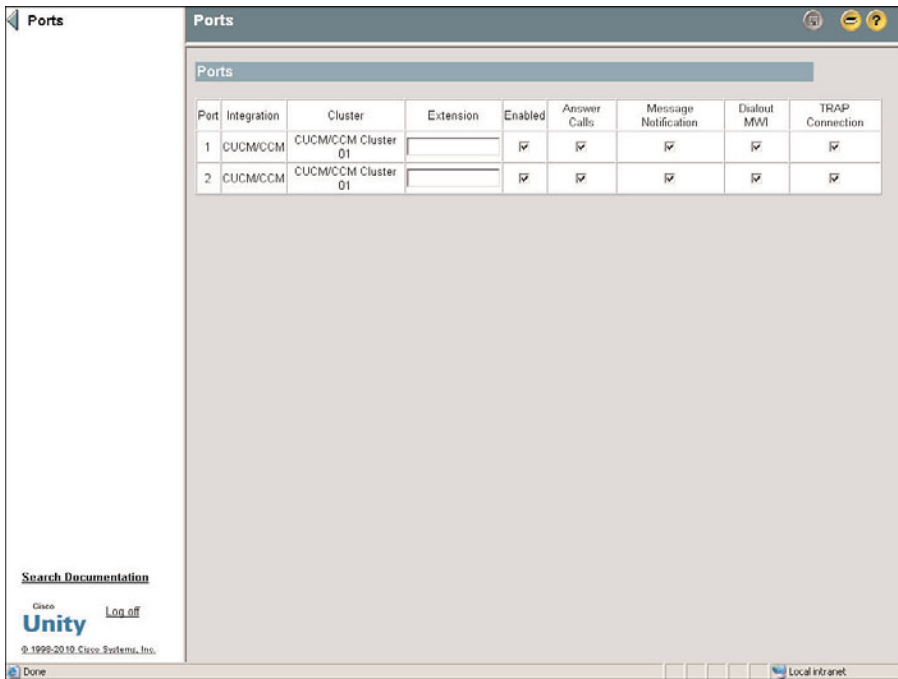 Ports
Ports
?
Ports
Port Integration Cluster Extension Enabled Answer Calls Message Notification Dialout MWI TRAP Connection
1 CUCM/CCM CUCM/CCM Cluster 01
2 CUCM/CCM CUCM/CCM Cluster 01
Search Documentation
Cisco
Unity
Log off
© 1998-2010 Cisco Systems, Inc.
Done
Local intranet